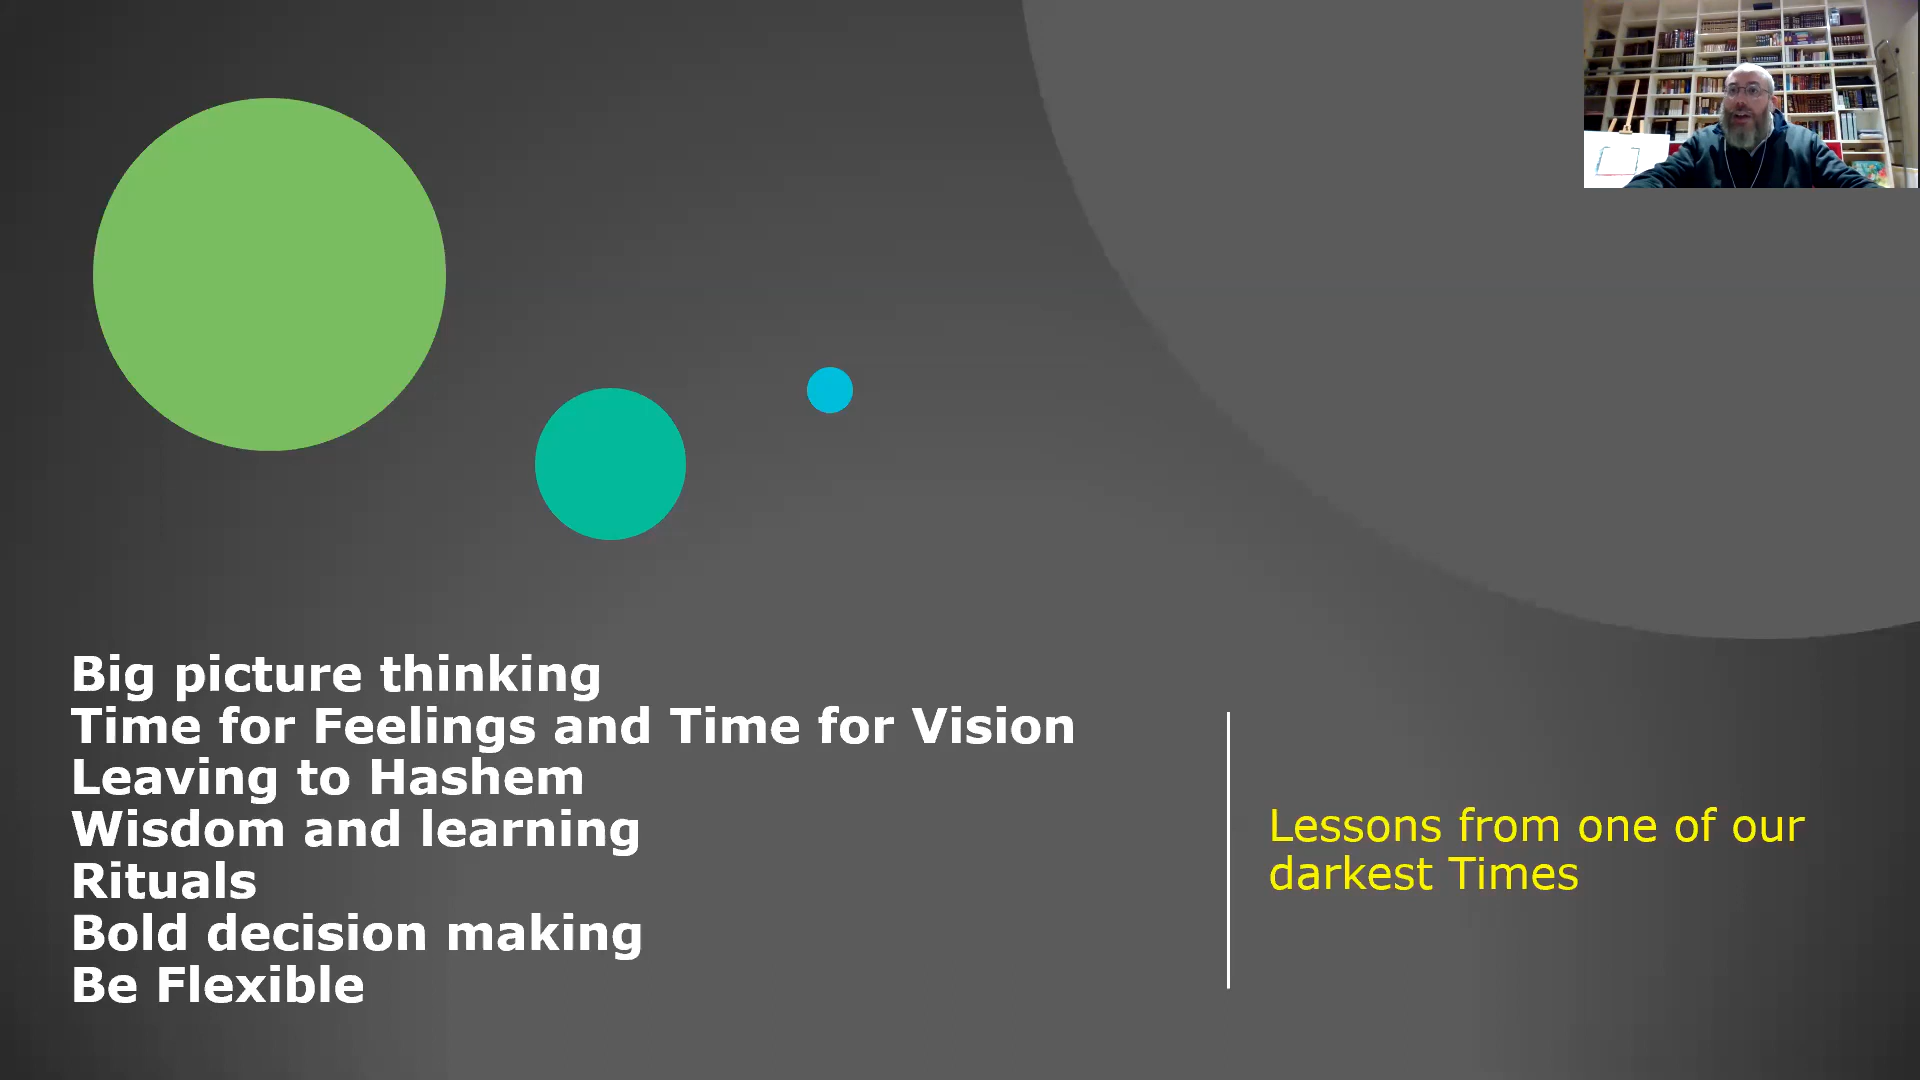 Big picture thinking
Time for Feelings and Time for Vision
Leaving to Hashem
Wisdom and learning
Rituals
Bold decision making
Be Flexible
Lessons from one of our
darkest Times